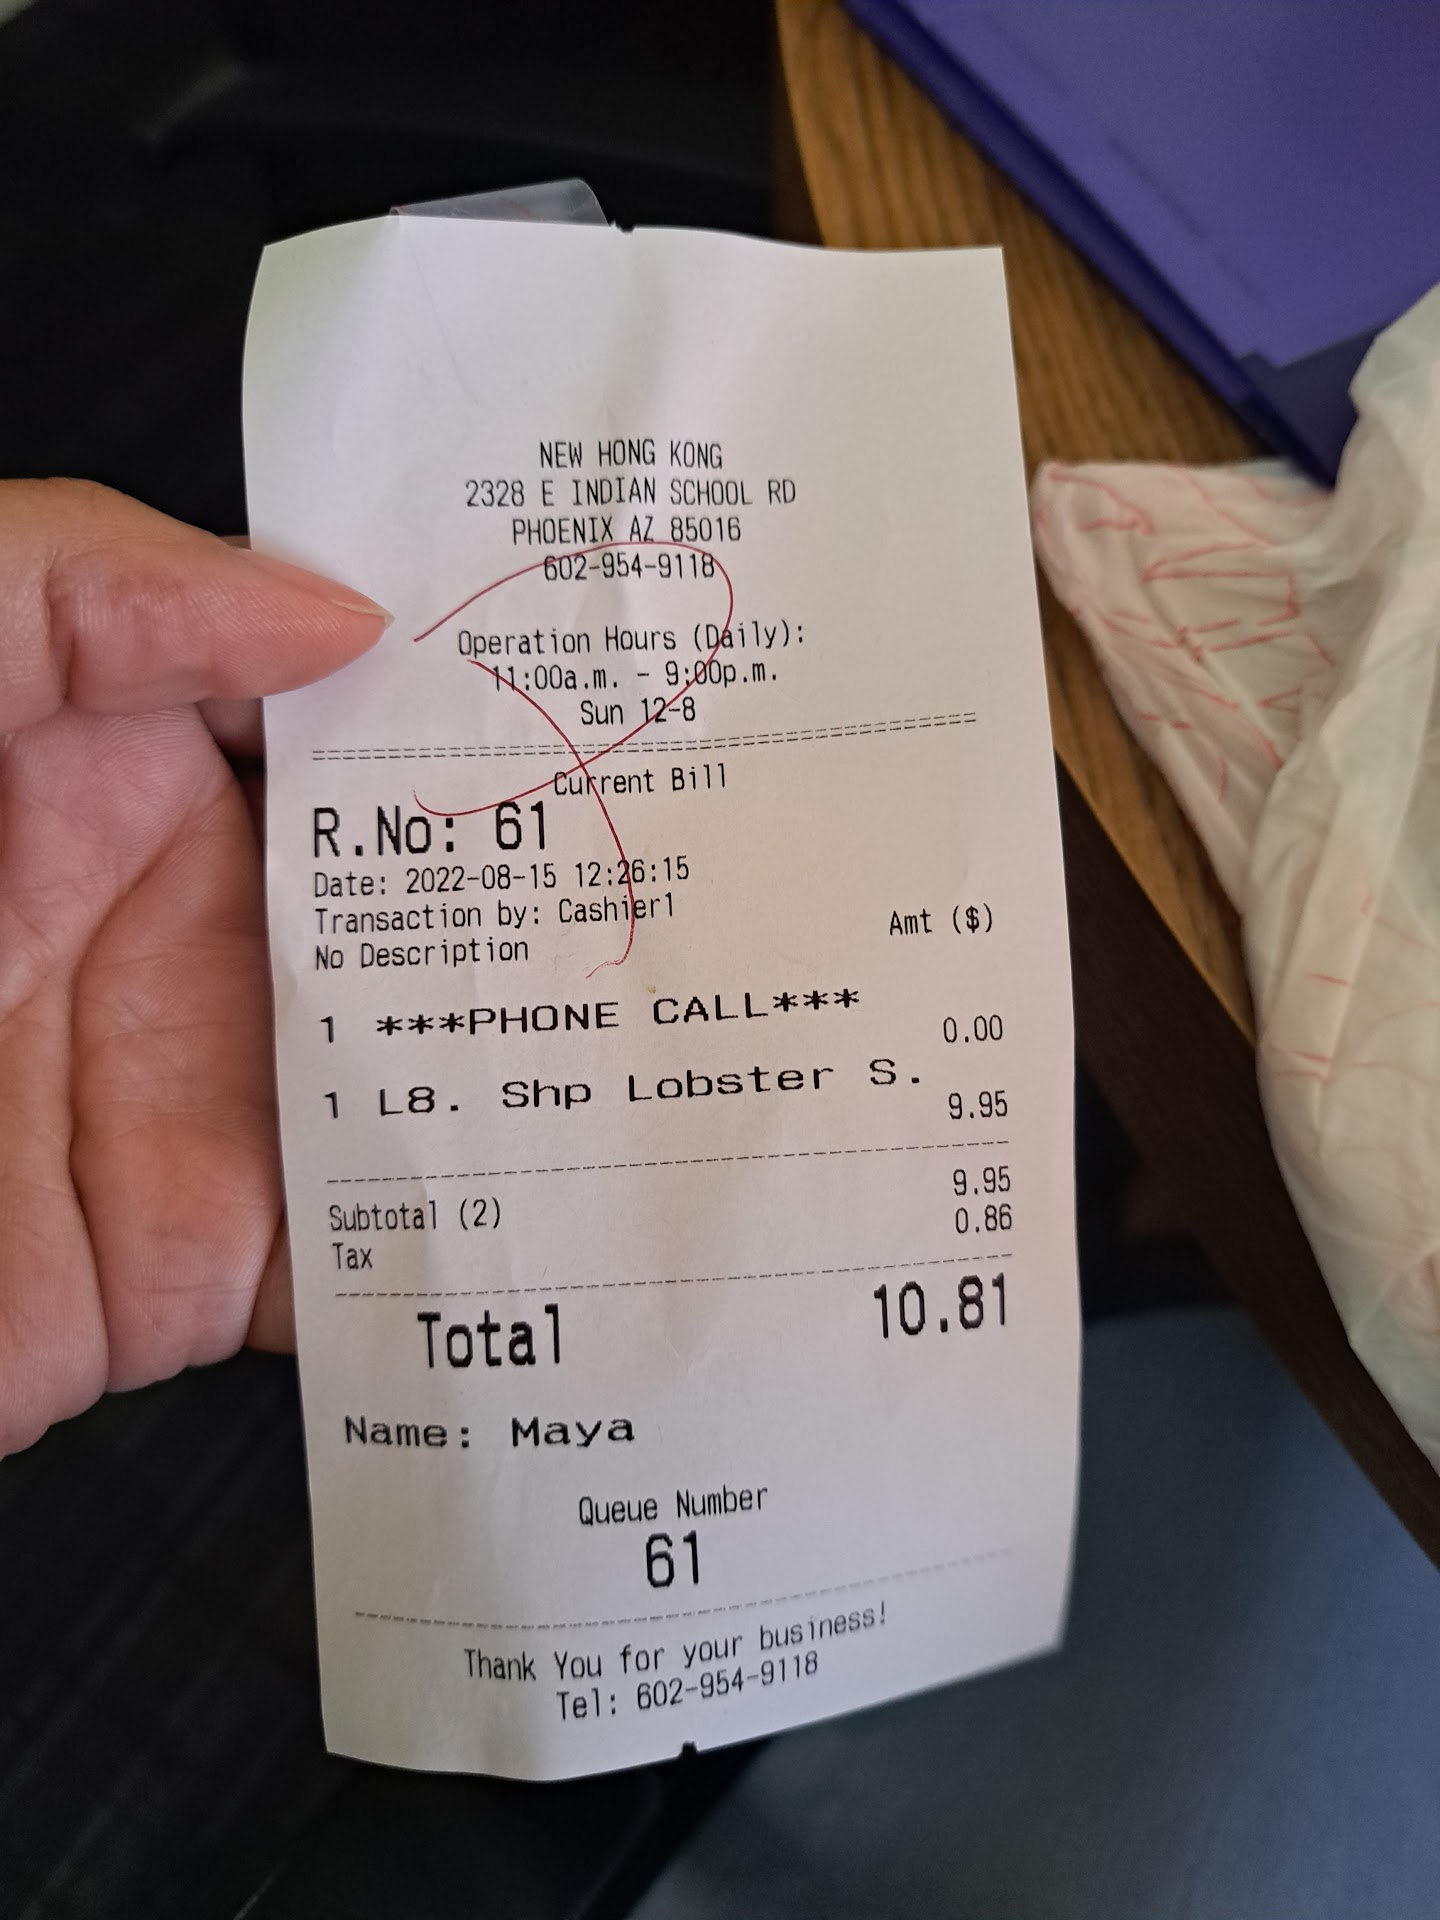 NEW HONG KONG
2328 E INDIAN SCHOOL RD
PHOENIX AZ 85016
602-954-9118
Operation Hours (Daily):
11:00a.m. - 9:00p.m.
Sun 12-8
Current Bill
R.No: 61
Date: 2022-08-15 12:26:15
Transaction by: Cashier1
No Description Amt ($)
1 ***PHONE CALL*** 0.00
1 L8. Shp Lobster S. 9.95
Subtotal (2) 9.95
Tax 0.86
Total 10.81
Name: Maya
Queue Number
61
Thank You for your business!
Tel: 602-954-9118